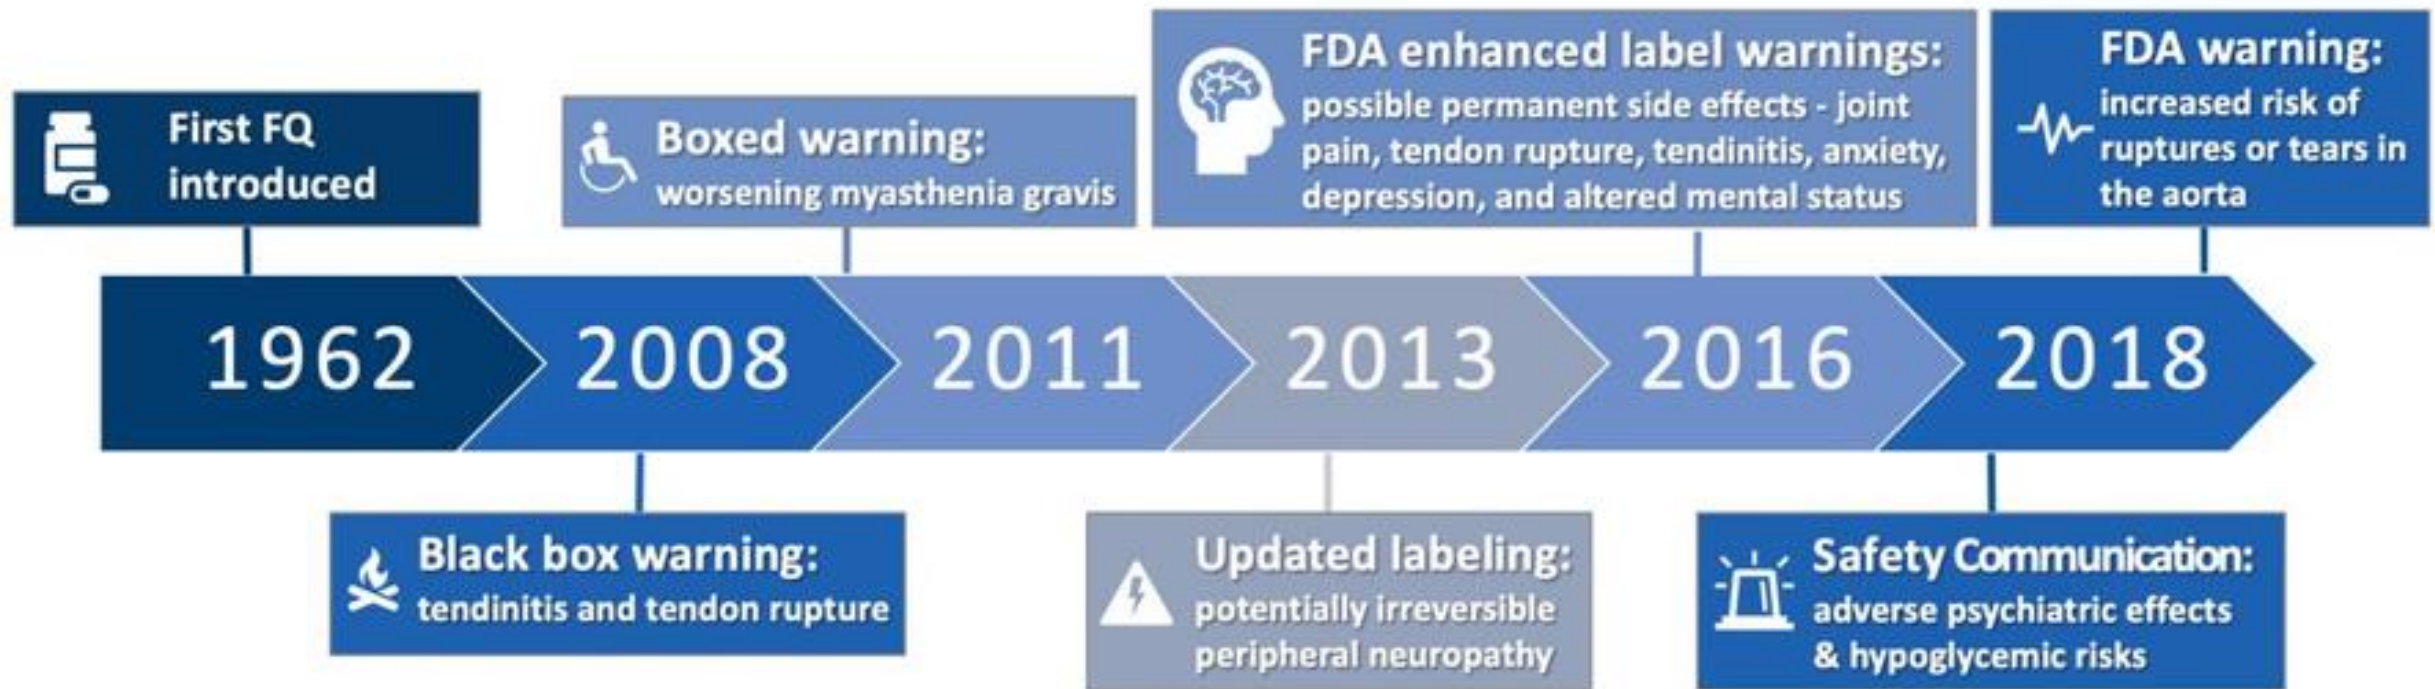 First FQ
introduced
Boxed warning:
worsening myasthenia gravis
FDA enhanced label warnings:
possible permanent side effects - joint
pain, tendon rupture, tendinitis, anxiety,
depression, and altered mental status
FDA warning:
increased risk of
ruptures or tears in
the aorta
1962
2008
2011
2013
2016
2018
Black box warning:
tendinitis and tendon rupture
Updated labeling:
potentially irreversible
peripheral neuropathy
Safety Communication:
adverse psychiatric effects
& hypoglycemic risks